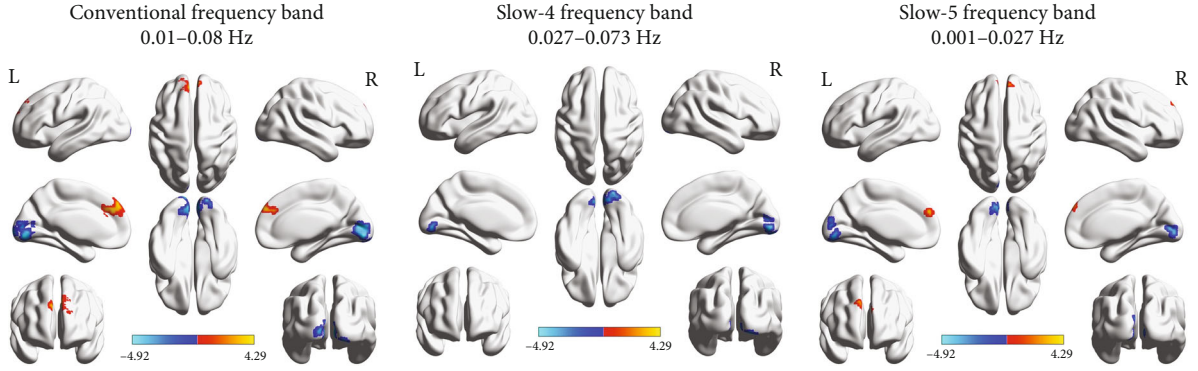 Conventional frequency band
0.01–0.08 Hz
L
R
−4.92
4.29
Slow-4 frequency band
0.027–0.073 Hz
L
R
−4.92
4.29
Slow-5 frequency band
0.001–0.027 Hz
L
R
−4.92
4.29